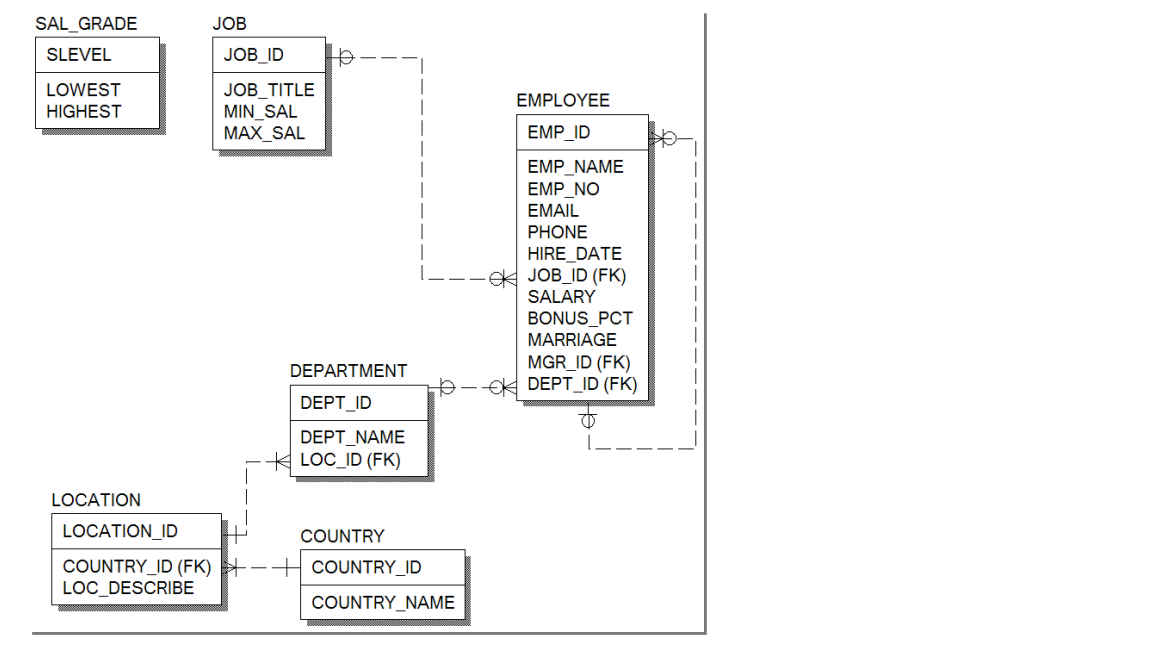 SAL_GRADE
SLEVEL
LOWEST
HIGHEST
JOB
JOB_ID
JOB_TITLE
MIN_SAL
MAX_SAL
EMPLOYEE
EMP_ID
EMP_NAME
EMP_NO
EMAIL
PHONE
HIRE_DATE
JOB_ID (FK)
SALARY
BONUS_PCT
MARRIAGE
MGR_ID (FK)
DEPT_ID (FK)
DEPARTMENT
DEPT_ID
DEPT_NAME
LOC_ID (FK)
LOCATION
LOCATION_ID
COUNTRY_ID (FK)
LOC_DESCRIBE
COUNTRY
COUNTRY_ID
COUNTRY_NAME